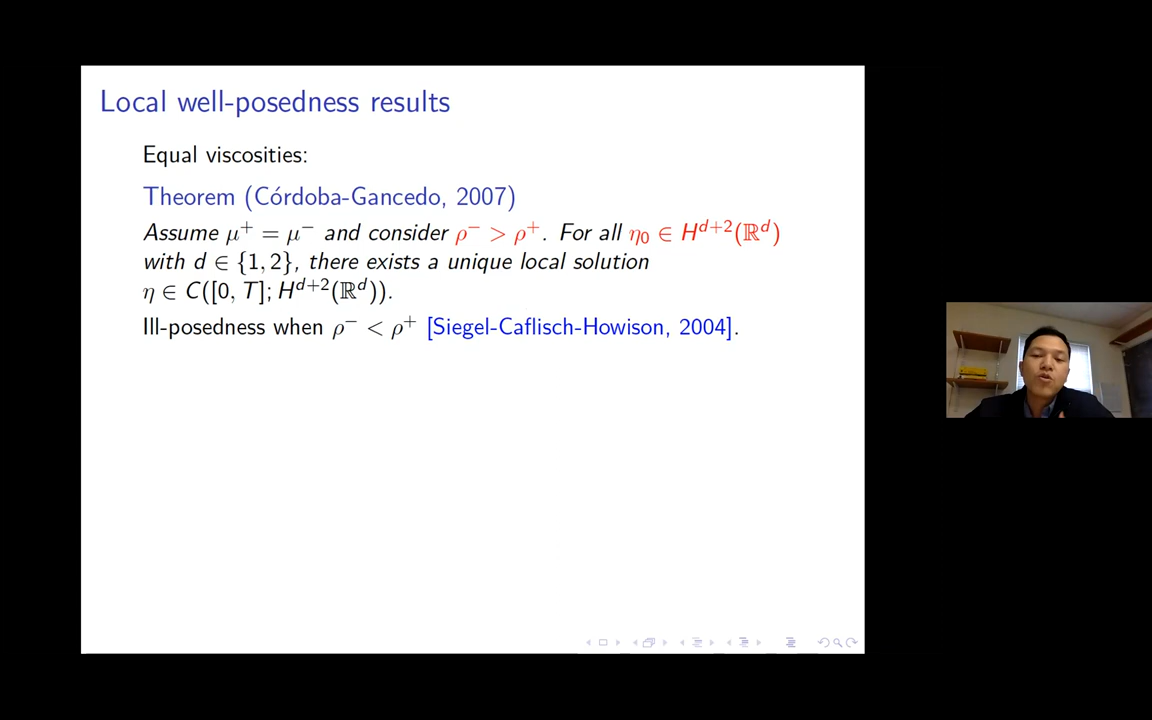 Local well-posedness results
Equal viscosities:
Theorem (Córdoba-Gancedo, 2007)
Assume μ⁺ = μ⁻ and consider ρ⁻ > ρ⁺. For all η₀ ∈ H^{d+2}(ℝ^d)
with d ∈ {1, 2}, there exists a unique local solution
η ∈ C([0, T]; H^{d+2}(ℝ^d)).
Ill-posedness when ρ⁻ < ρ⁺ [Siegel-Caflisch-Howison, 2004].